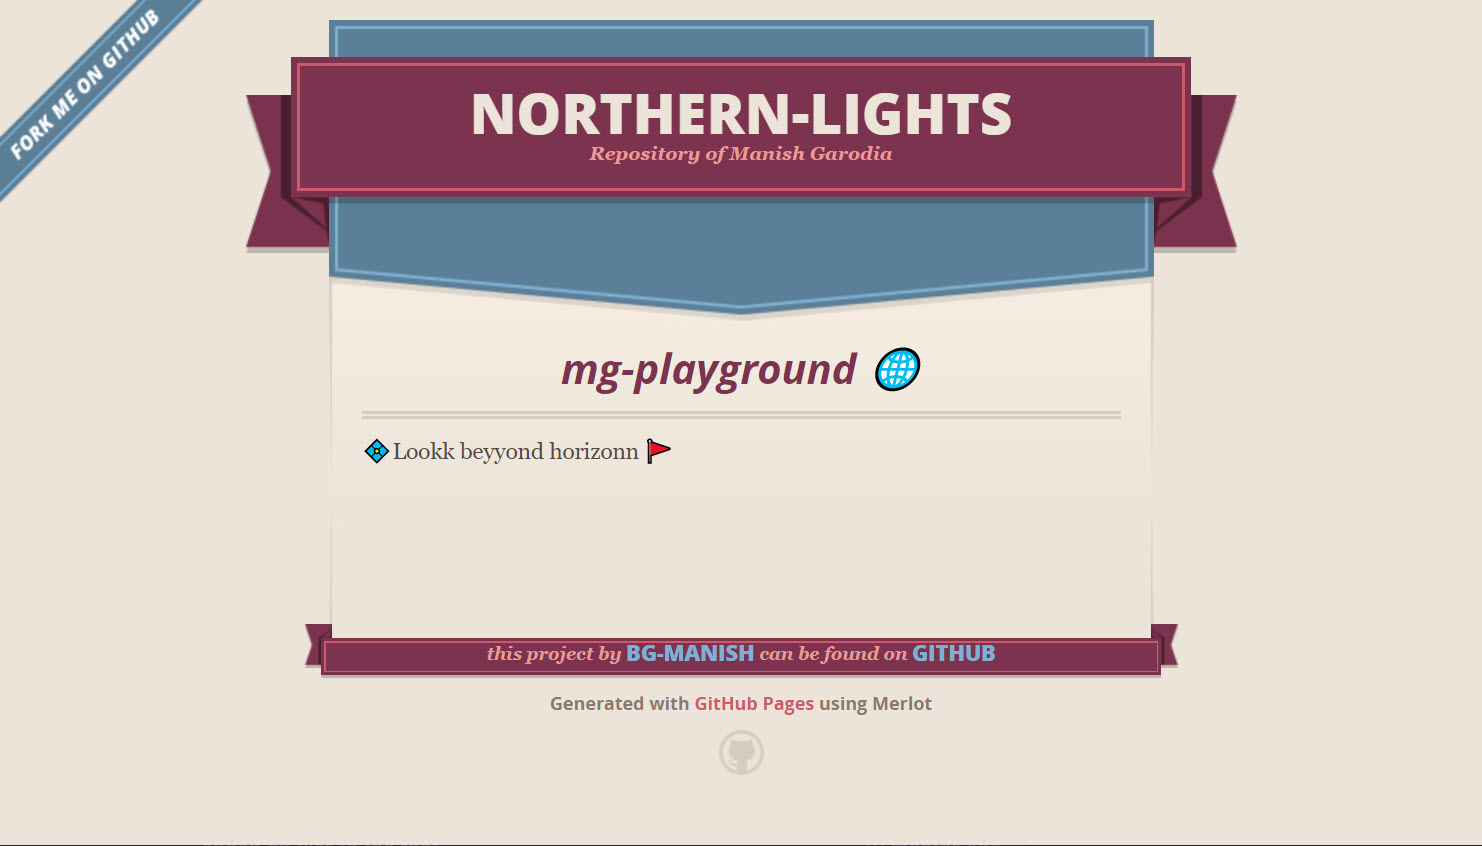 FORK ME ON GITHUB
NORTHERN-LIGHTS
Repository of Manish Garodia
mg-playground
Lookk beyyond horizonn
this project by BG-MANISH can be found on GITHUB
Generated with GitHub Pages using Merlot